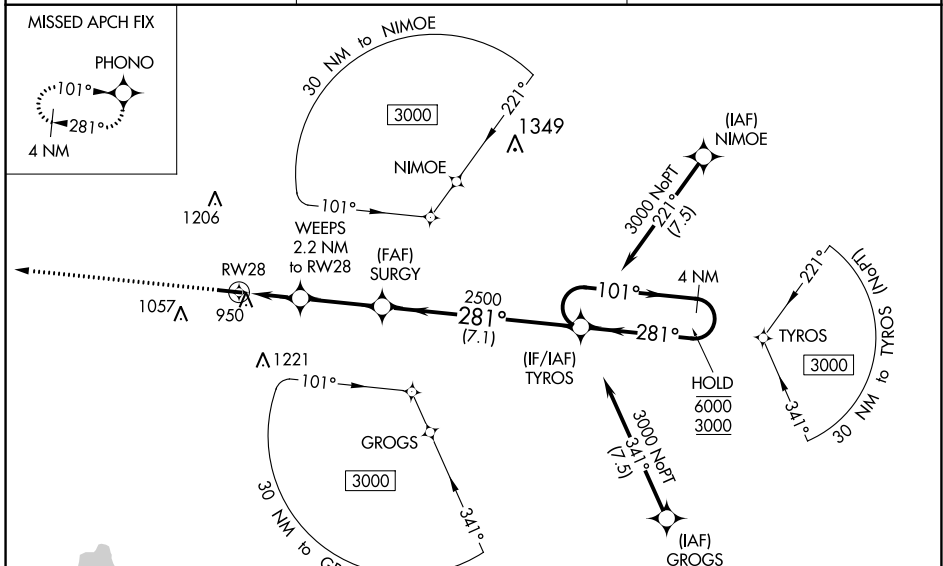 MISSED APCH FIX
PHONO
101°
281°
4 NM
30 NM to NIMOE
3000
221°
NIMOE
101°
1349
(IAF)
NIMOE
3000 NoPT
221°
(7.5)
1206
WEEPS
2.2 NM
to RW28
(FAF)
SURGY
RW28
1057
950
2500
281°
(7.1)
4 NM
101°
281°
(IF/IAF)
TYROS
HOLD
6000
3000
221°
TYROS
3000
341°
30 NM to TYROS
(NoPT)
1221
101°
GROGS
3000
341°
30 NM to
3000 NoPT
341°
(7.5)
(IAF)
GROGS